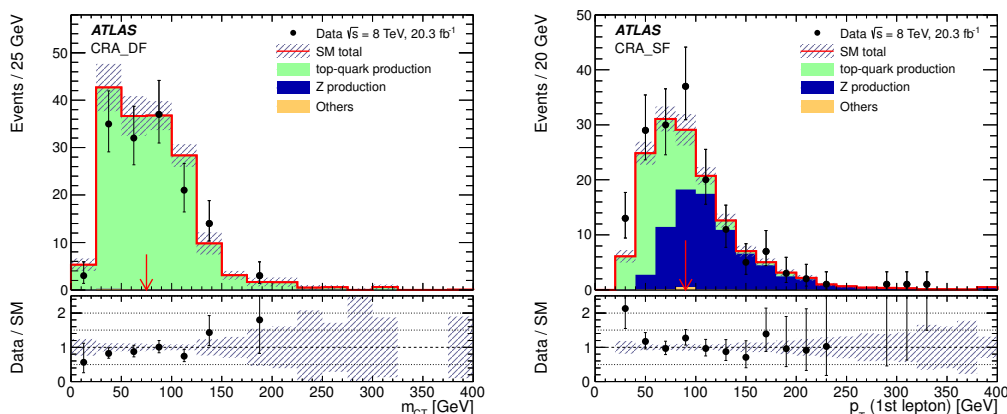 ATLAS
CRA_DF
Data √s = 8 TeV, 20.3 fb⁻¹
SM total
top-quark production
Z production
Others
Events / 25 GeV
50
40
30
20
10
0
Data / SM
2
1
0
0 50 100 150 200 250 300 350 400
m_CT [GeV]
ATLAS
CRA_SF
Data √s = 8 TeV, 20.3 fb⁻¹
SM total
top-quark production
Z production
Others
Events / 20 GeV
50
40
30
20
10
0
Data / SM
2
1
0
0 50 100 150 200 250 300 350 400
p_T (1st lepton) [GeV]